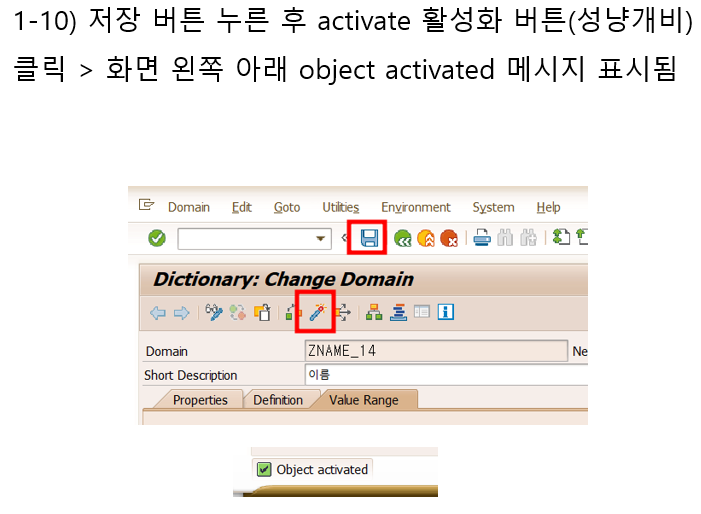 1-10) 저장 버튼 누른 후 activate 활성화 버튼(성냥개비)
클릭 > 화면 왼쪽 아래 object activated 메시지 표시됨
Domain Edit Goto Utilities Environment System Help
Dictionary: Change Domain
Domain ZNAME_14 Ne
Short Description 이름
Properties Definition Value Range
Object activated